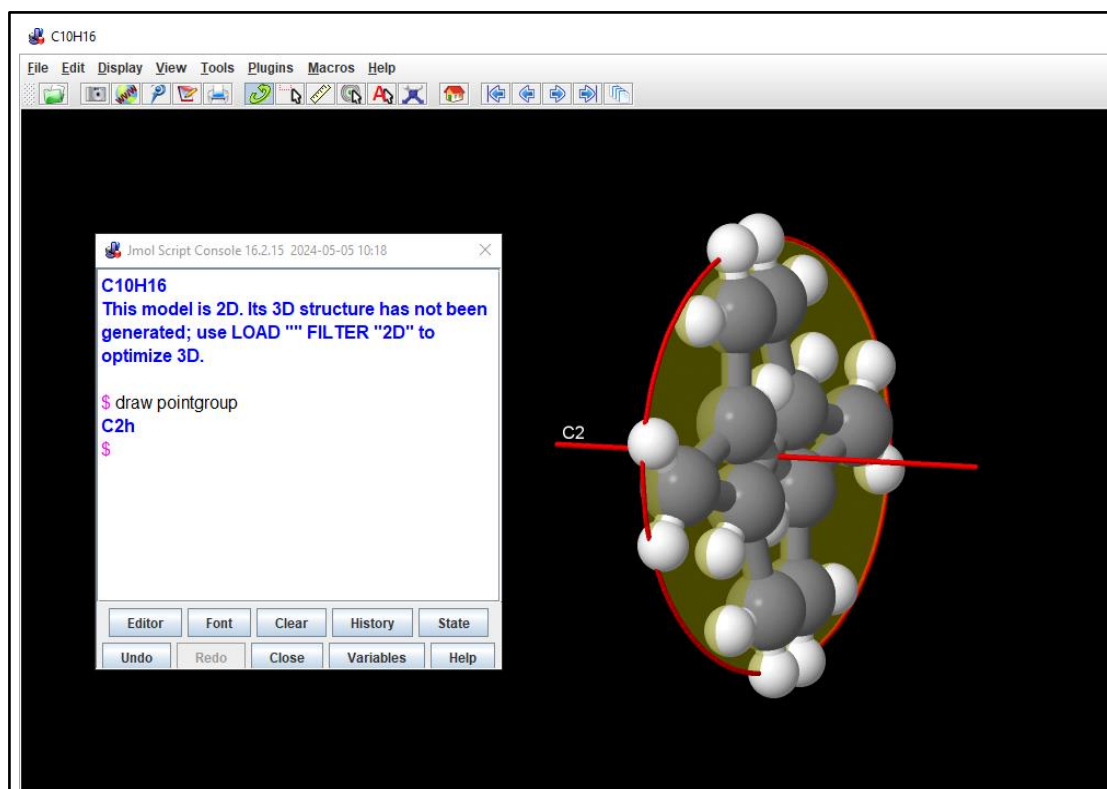 C10H16
File Edit Display View Tools Plugins Macros Help
Jmol Script Console 16.2.15 2024-05-05 10:18
C10H16
This model is 2D. Its 3D structure has not been
generated; use LOAD "" FILTER "2D" to
optimize 3D.
$ draw pointgroup
C2h
$
C2
Editor Font Clear History State
Undo Redo Close Variables Help